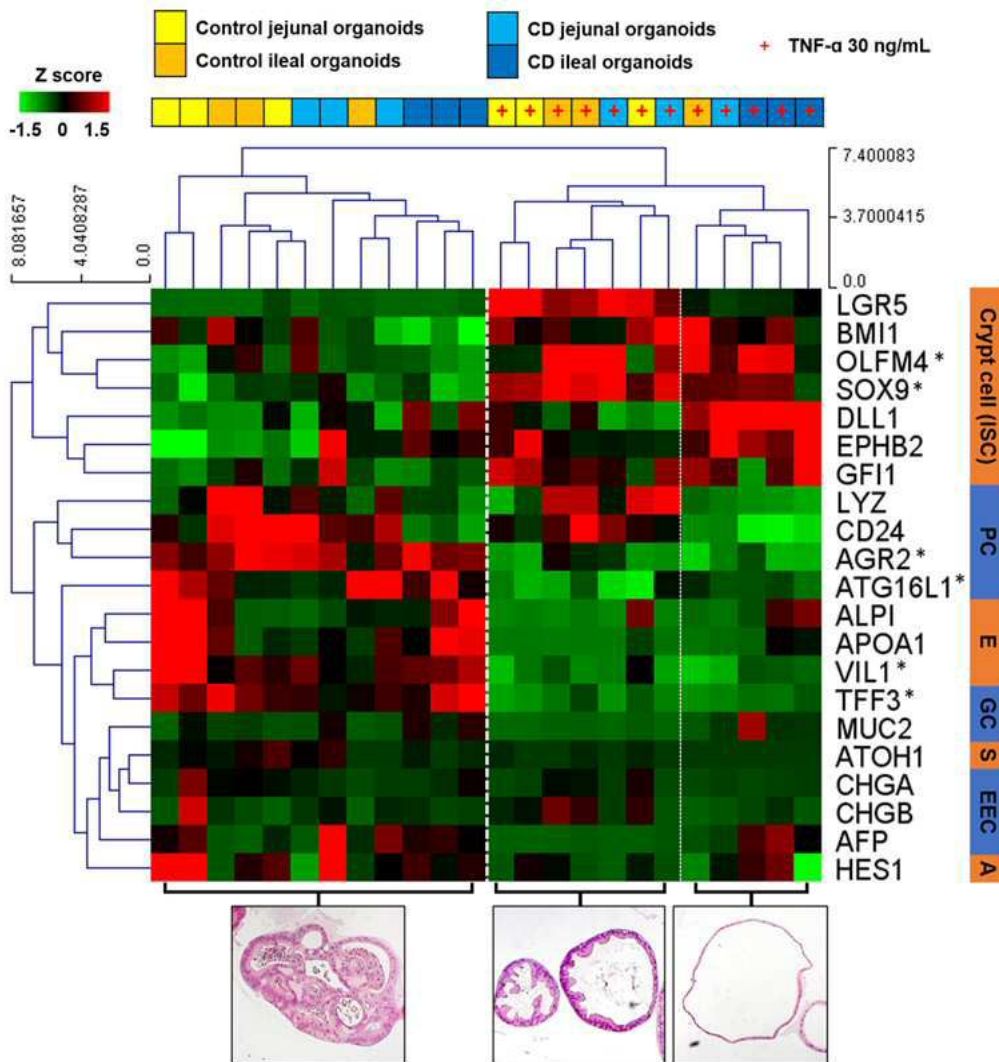 Control jejunal organoids
Control ileal organoids
CD jejunal organoids
CD ileal organoids
+ TNF-α 30 ng/mL
Z score
-1.5 0 1.5
+ + + + + + + + + + + +
7.400083
3.7000415
0.0
8.081657
4.0408287
0.0
LGR5
BMI1
OLFM4*
SOX9*
DLL1
EPHB2
GFI1
LYZ
CD24
AGR2*
ATG16L1*
ALPI
APOA1
VIL1*
TFF3*
MUC2
ATOH1
CHGA
CHGB
AFP
HES1
Crypt cell (ISC)
PC
E
GC
S
EEC
A